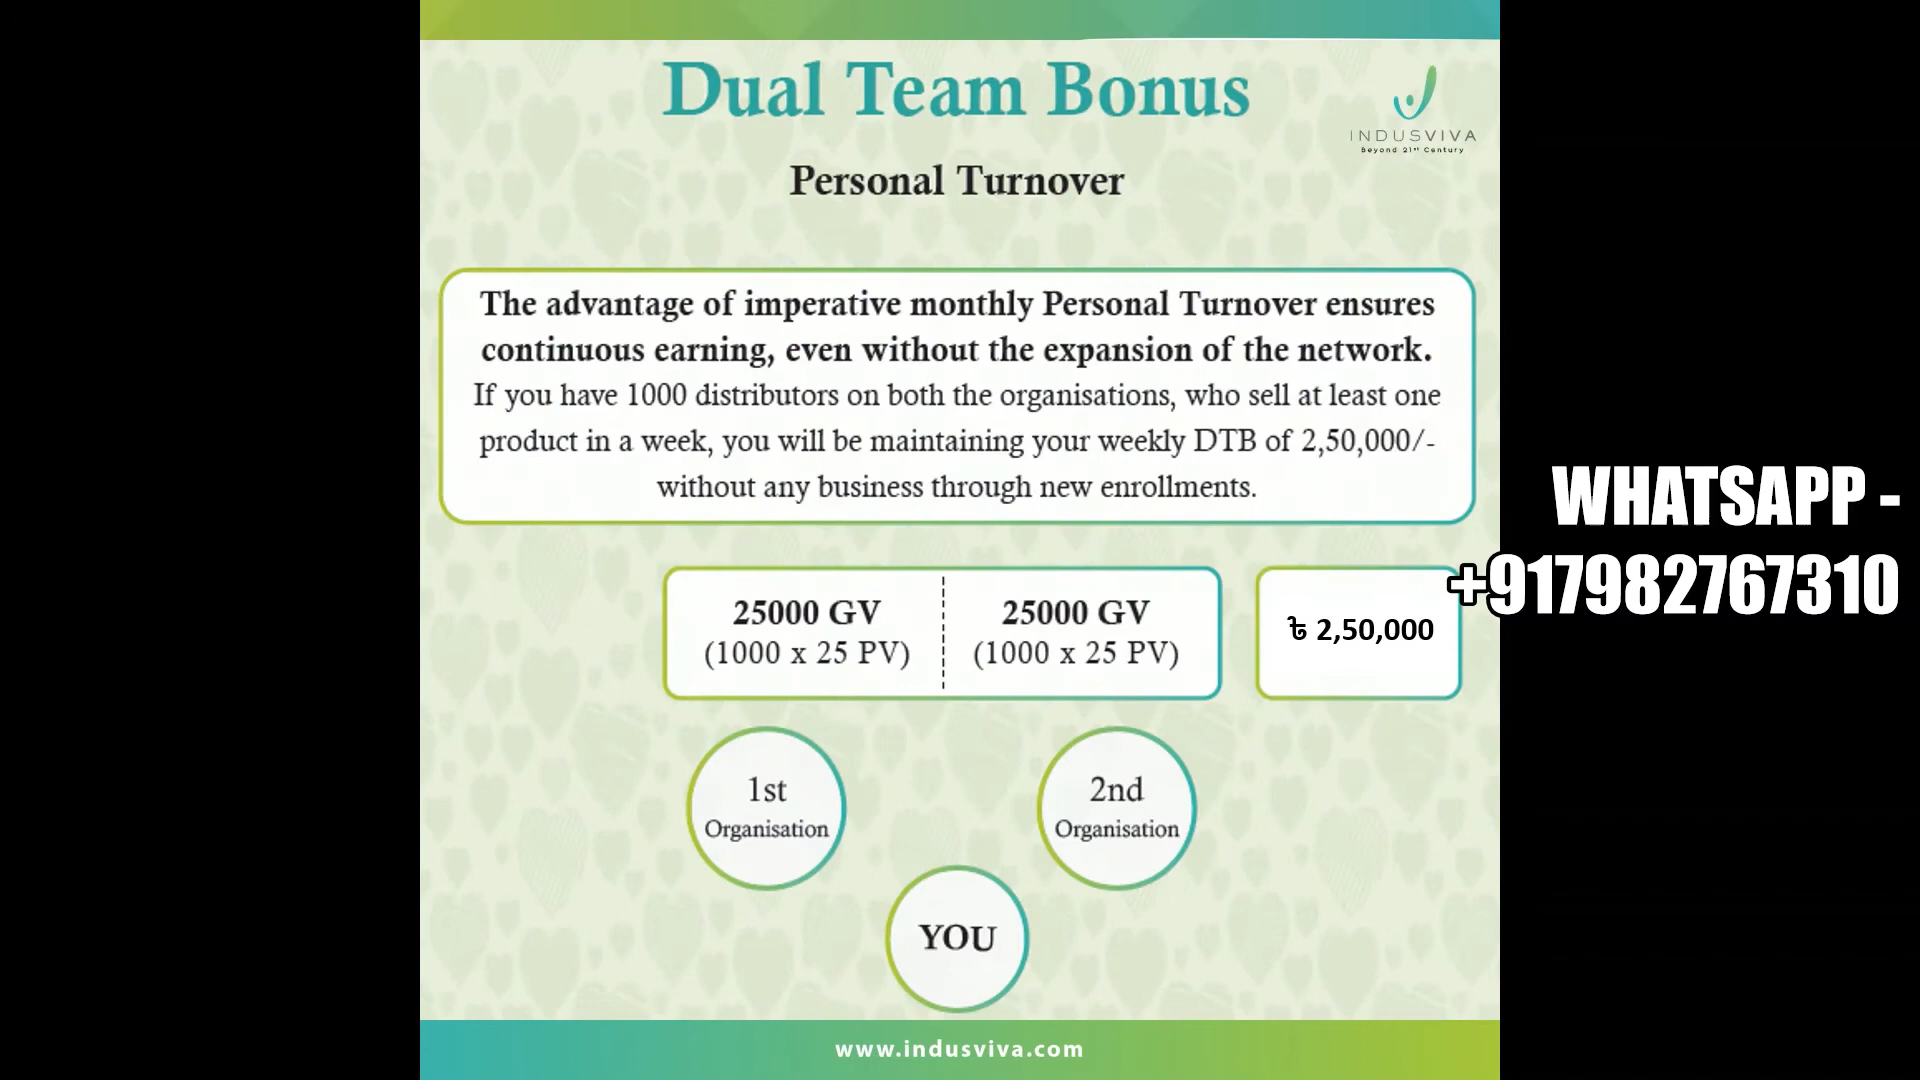 Dual Team Bonus
INDUSVIVA
Beyond 21st Century
Personal Turnover
The advantage of imperative monthly Personal Turnover ensures
continuous earning, even without the expansion of the network.
If you have 1000 distributors on both the organisations, who sell at least one
product in a week, you will be maintaining your weekly DTB of 2,50,000/-
without any business through new enrollments.
WHATSAPP -
+917982767310
25000 GV
(1000 x 25 PV)
25000 GV
(1000 x 25 PV)
৳ 2,50,000
1st
Organisation
2nd
Organisation
YOU
www.indusviva.com